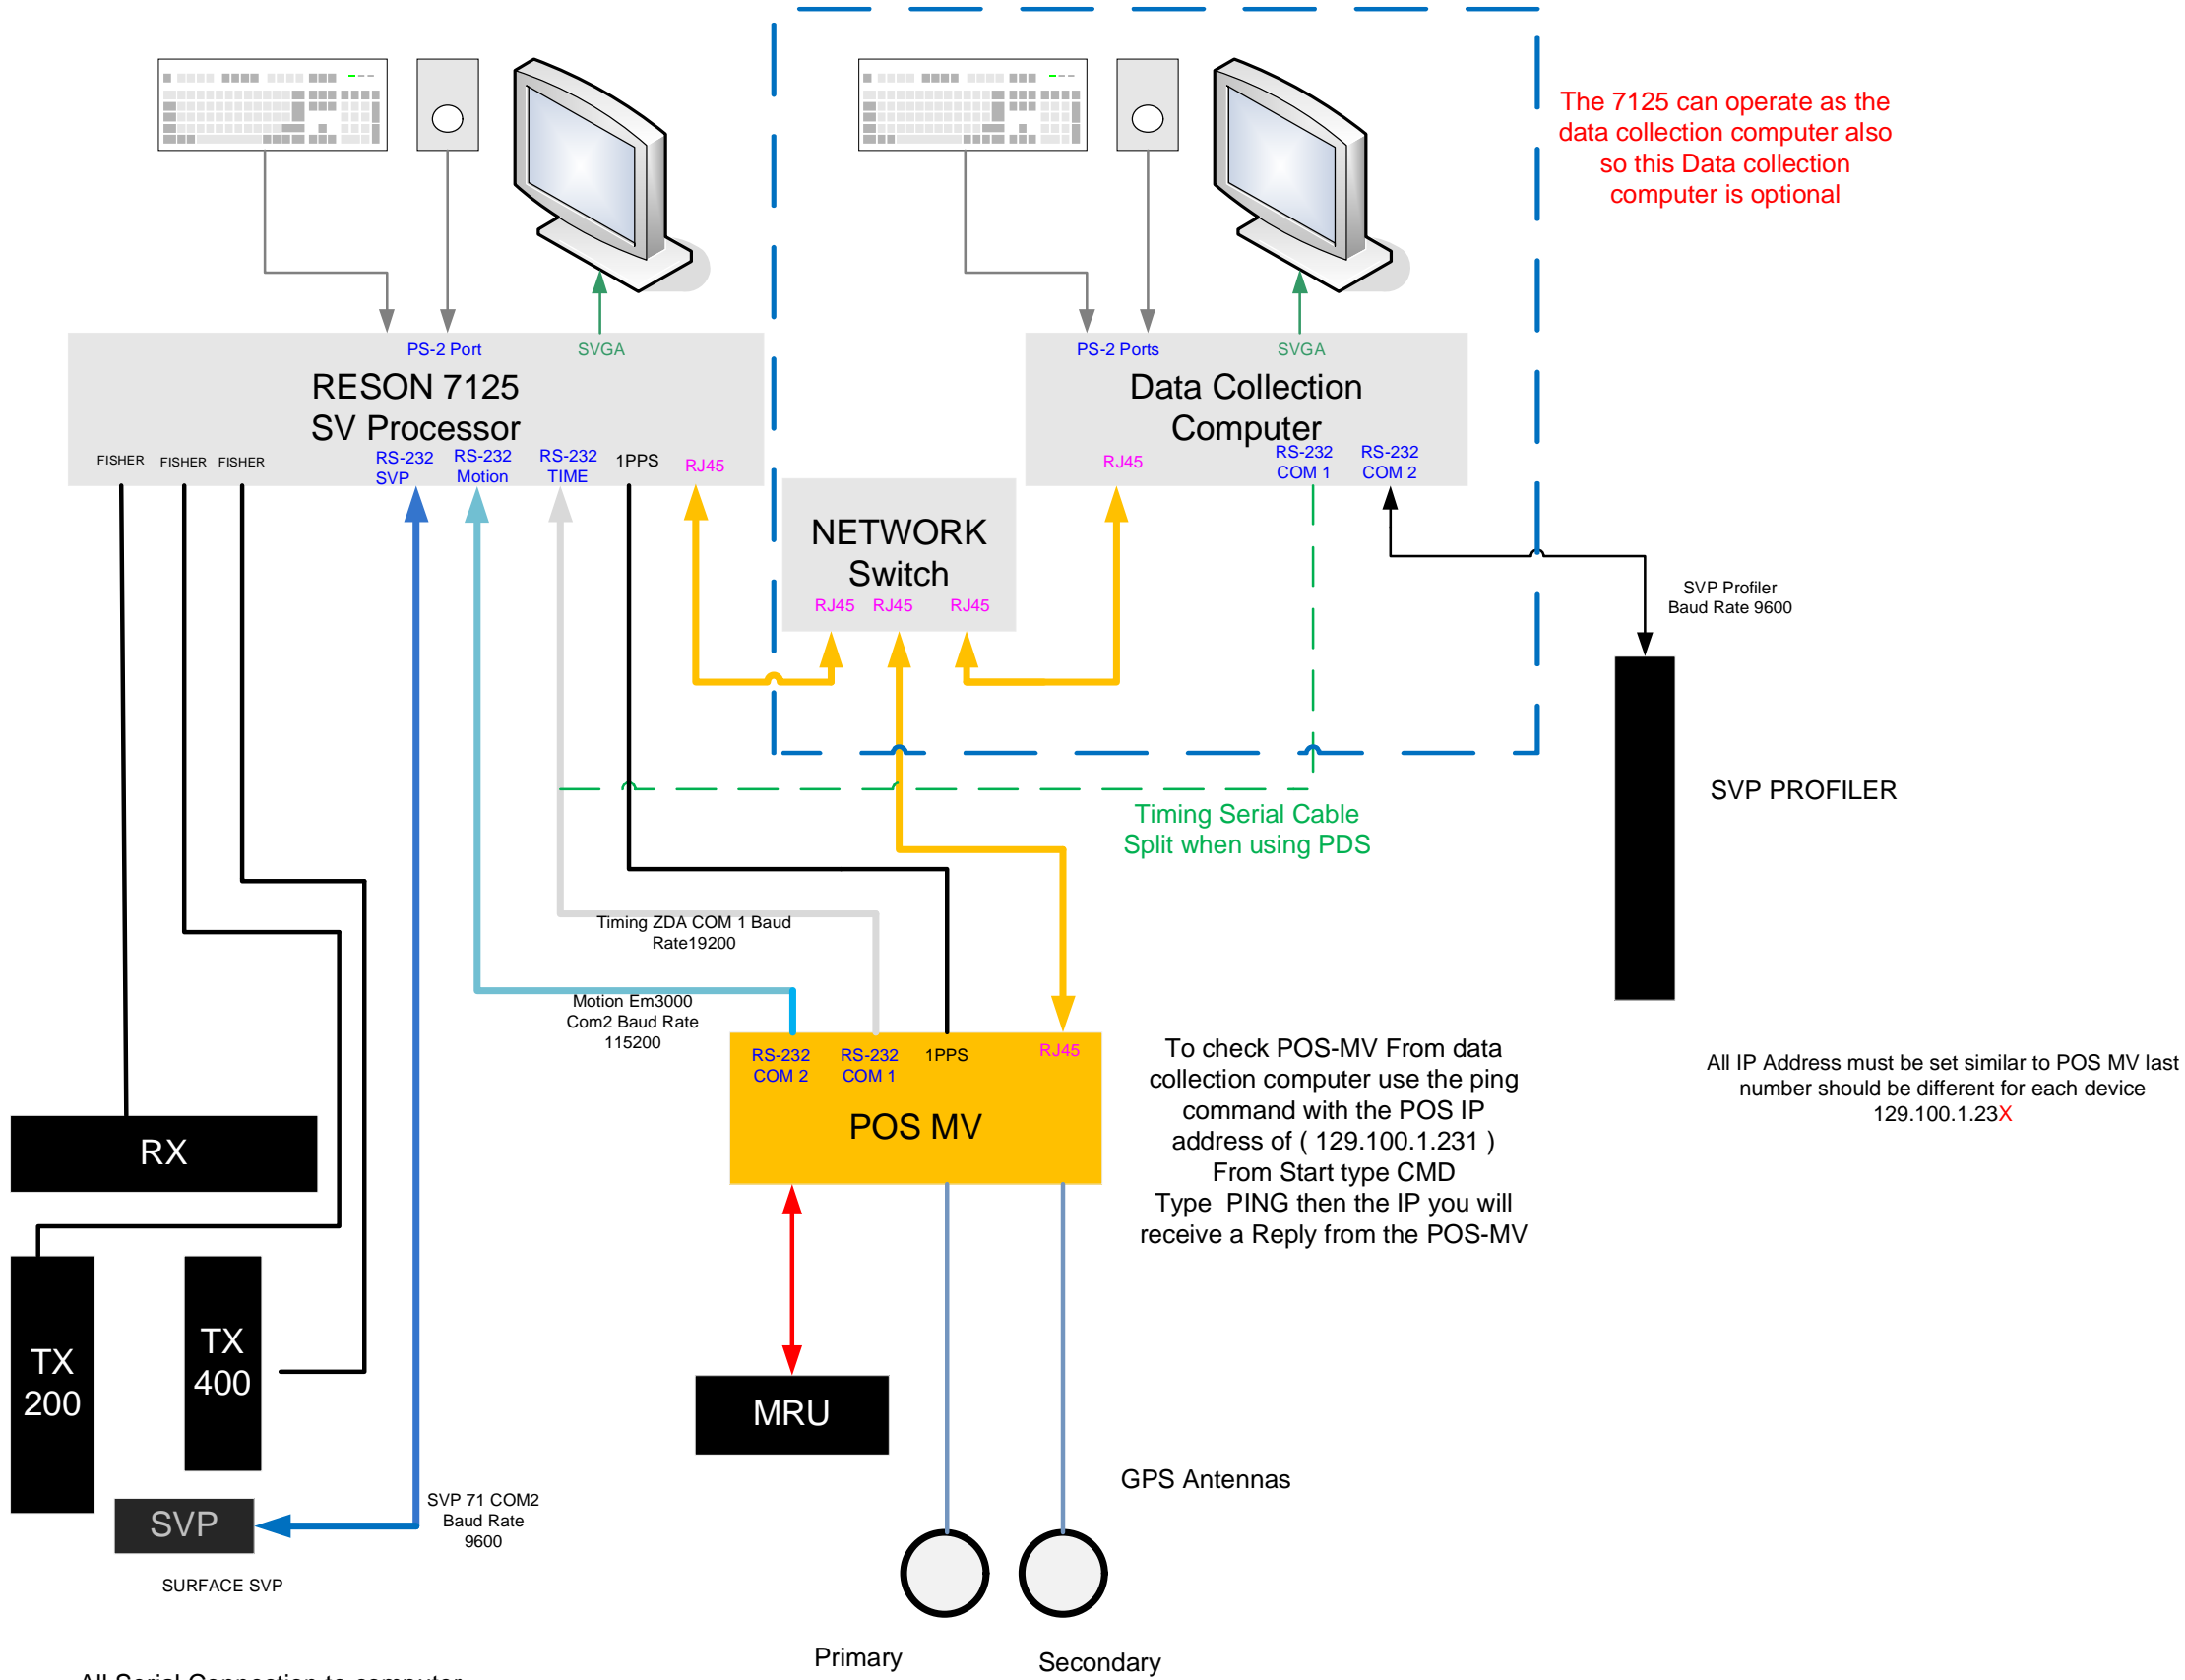 The 7125 can operate as the
data collection computer also
so this Data collection
computer is optional
PS-2 Port
SVGA
RESON 7125
SV Processor
FISHER
FISHER
FISHER
RS-232
SVP
RS-232
Motion
RS-232
TIME
1PPS
RJ45
PS-2 Ports
SVGA
Data Collection
Computer
RJ45
RS-232
COM 1
RS-232
COM 2
NETWORK
Switch
RJ45
RJ45
RJ45
SVP Profiler
Baud Rate 9600
SVP PROFILER
Timing Serial Cable
Split when using PDS
Timing ZDA COM 1 Baud
Rate19200
Motion Em3000
Com2 Baud Rate
115200
RS-232
COM 2
RS-232
COM 1
1PPS
RJ45
POS MV
To check POS-MV From data
collection computer use the ping
command with the POS IP
address of ( 129.100.1.231 )
From Start type CMD
Type  PING then the IP you will
receive a Reply from the POS-MV
All IP Address must be set similar to POS MV last
number should be different for each device
129.100.1.23X
RX
TX
200
TX
400
MRU
GPS Antennas
SVP
SVP 71 COM2
Baud Rate
9600
SURFACE SVP
Primary
Secondary
All Serial Connection to computer